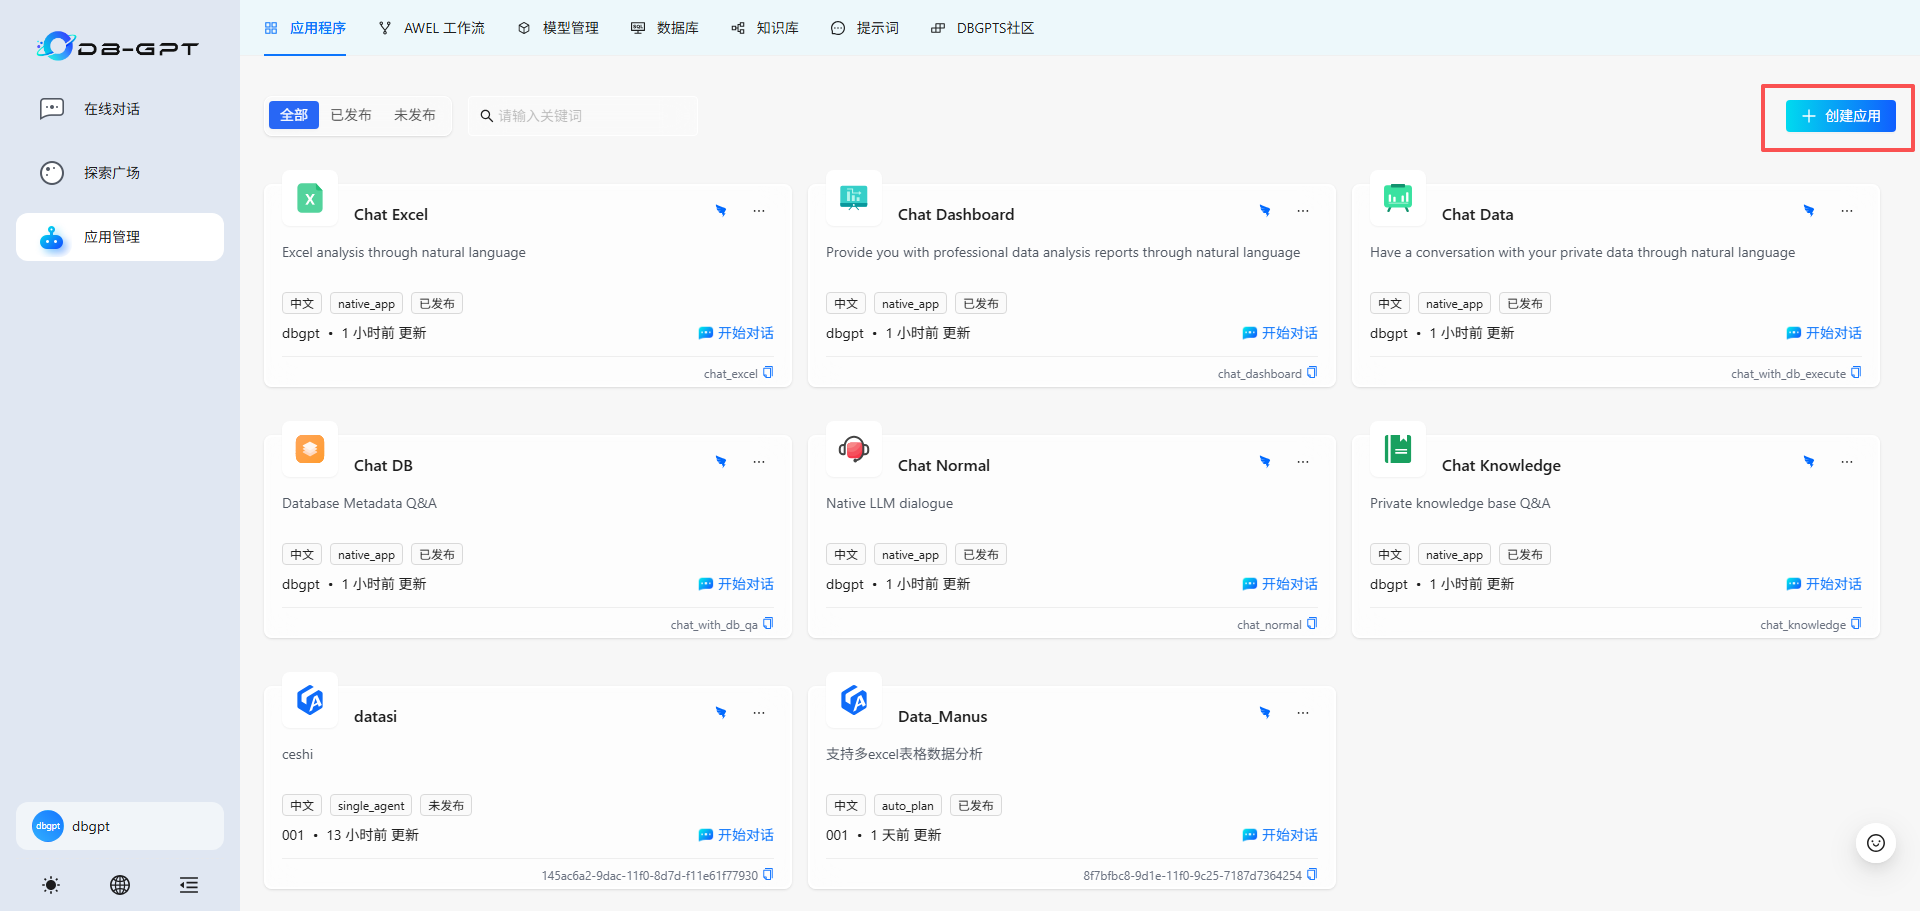 DB-GPT
在线对话
探索广场
应用管理
dbgpt
dbgpt
应用程序
AWEL 工作流
模型管理
数据库
知识库
提示词
DBGPTS社区
全部
已发布
未发布
请输入关键词
创建应用
Chat Excel
Excel analysis through natural language
中文 native_app 已发布
dbgpt • 1 小时前 更新
开始对话
chat_excel
Chat Dashboard
Provide you with professional data analysis reports through natural language
中文 native_app 已发布
dbgpt • 1 小时前 更新
开始对话
chat_dashboard
Chat Data
Have a conversation with your private data through natural language
中文 native_app 已发布
dbgpt • 1 小时前 更新
开始对话
chat_with_db_execute
Chat DB
Database Metadata Q&A
中文 native_app 已发布
dbgpt • 1 小时前 更新
开始对话
chat_with_db_qa
Chat Normal
Native LLM dialogue
中文 native_app 已发布
dbgpt • 1 小时前 更新
开始对话
chat_normal
Chat Knowledge
Private knowledge base Q&A
中文 native_app 已发布
dbgpt • 1 小时前 更新
开始对话
chat_knowledge
datasi
ceshi
中文 single_agent 未发布
001 • 13 小时前 更新
开始对话
145ac6a2-9dac-11f0-8d7d-f11e61f77930
Data_Manus
支持多excel表格数据分析
中文 auto_plan 已发布
001 • 1 天前 更新
开始对话
8f7bfbc8-9d1e-11f0-9c25-7187d7364254